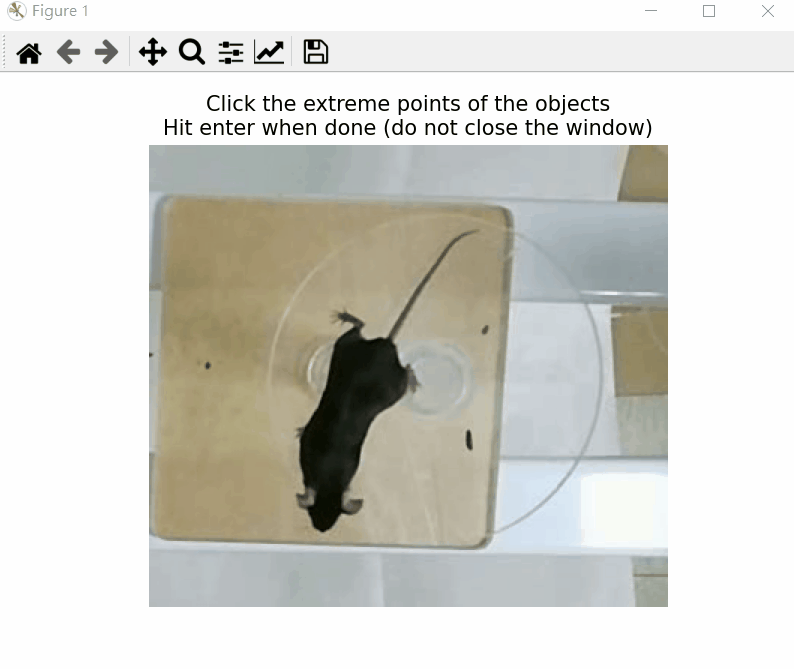 Figure 1
Click the extreme points of the objects
Hit enter when done (do not close the window)